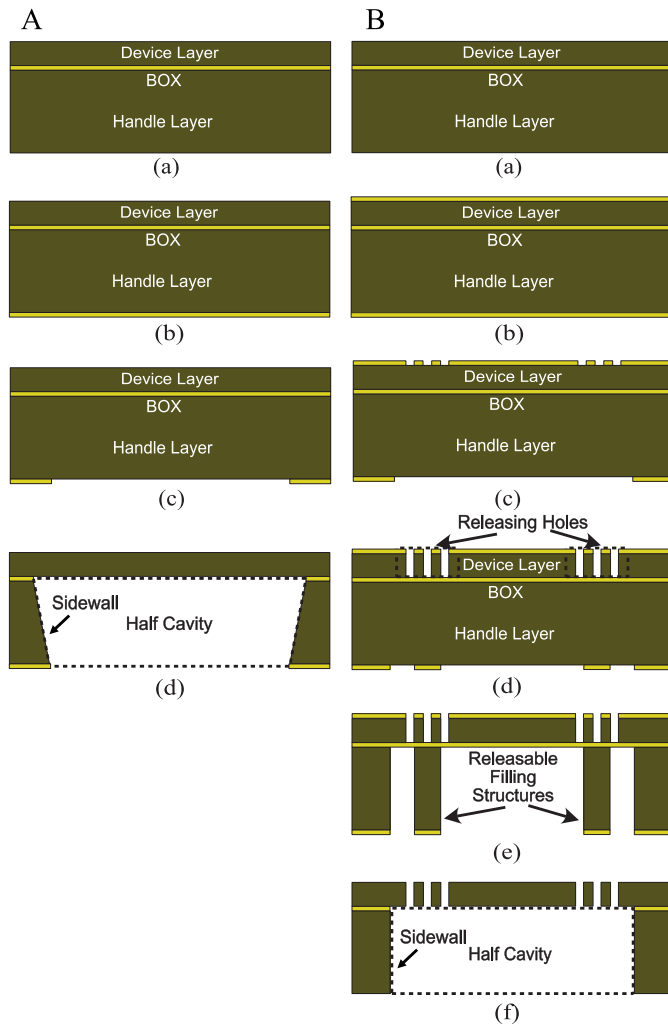 A
Device Layer
BOX
Handle Layer
(a)
Device Layer
BOX
Handle Layer
(b)
Device Layer
BOX
Handle Layer
(c)
Sidewall
Half Cavity
(d)
B
Device Layer
BOX
Handle Layer
(a)
Device Layer
BOX
Handle Layer
(b)
Device Layer
BOX
Handle Layer
(c)
Releasing Holes
Device Layer
BOX
Handle Layer
(d)
Releasable
Filling
Structures
(e)
Sidewall
Half Cavity
(f)